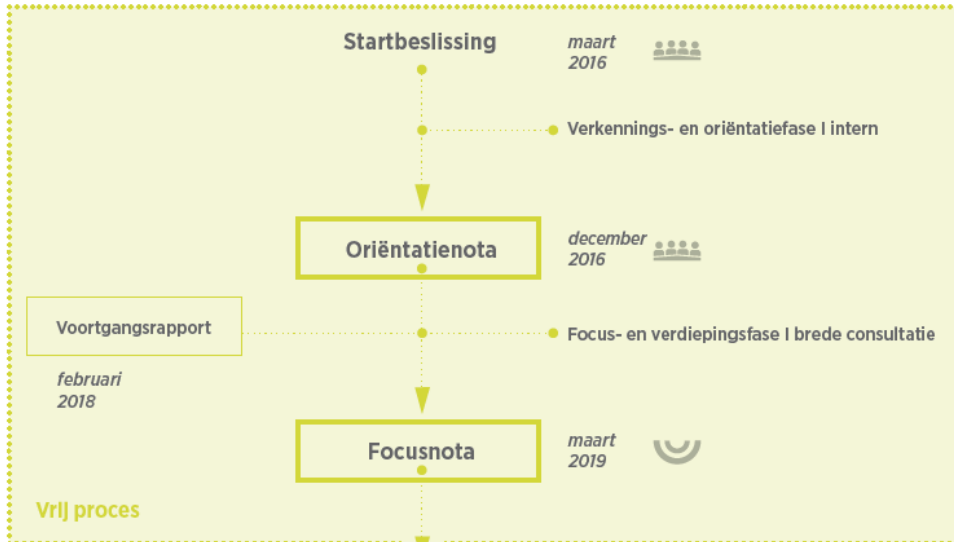 Startbeslissing
maart
2016
Verkennings- en oriëntatiefase I intern
Oriëntatienota
december
2016
Voortgangsrapport
februari
2018
Focus- en verdiepingsfase I brede consultatie
Focusnota
maart
2019
Vrij proces